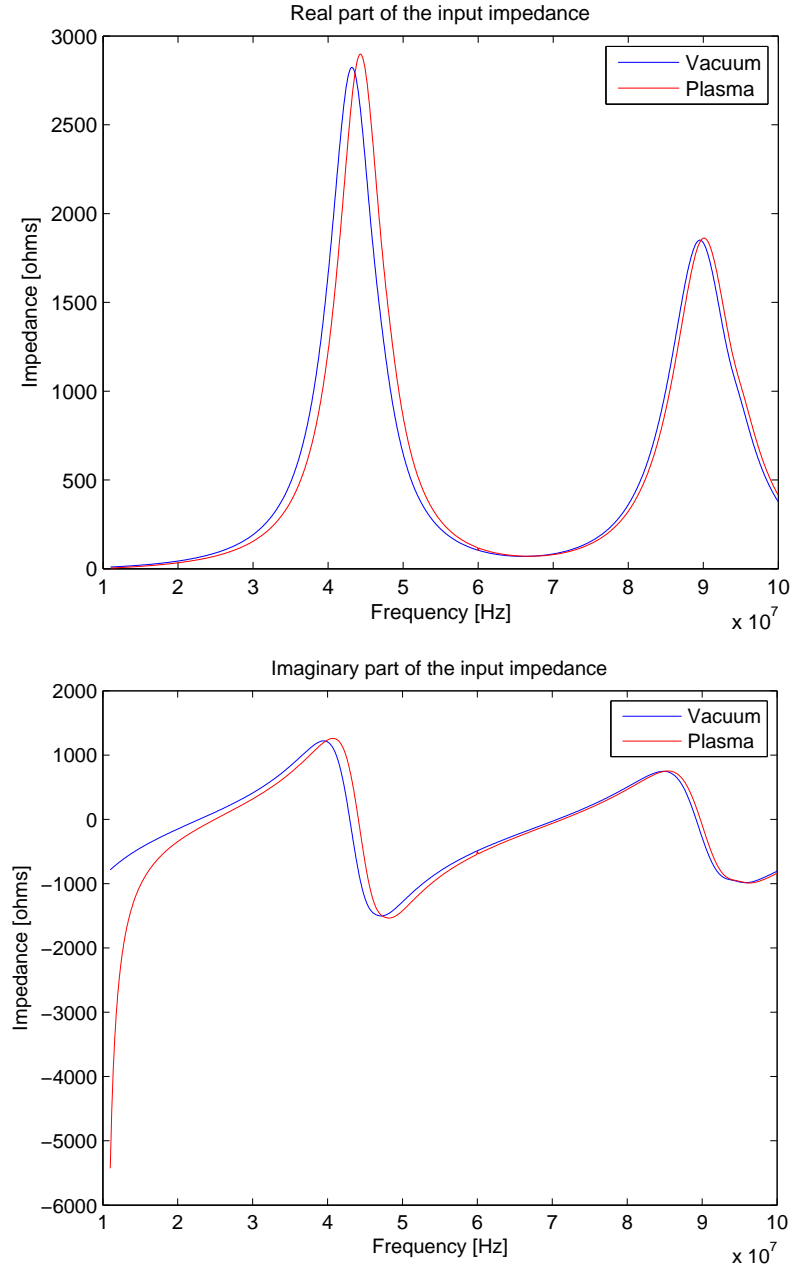 Real part of the input impedance
3000
2500
2000
1500
1000
500
0
Impedance [ohms]
Vacuum
Plasma
1 2 3 4 5 6 7 8 9 10
Frequency [Hz]
x 10^7
Imaginary part of the input impedance
2000
1000
0
−1000
−2000
−3000
−4000
−5000
−6000
Impedance [ohms]
Vacuum
Plasma
1 2 3 4 5 6 7 8 9 10
Frequency [Hz]
x 10^7